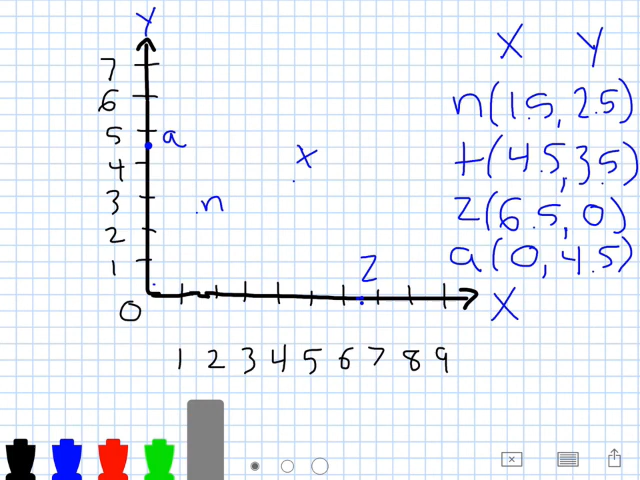 Y
X Y
7
6
5 a
4
3
2
1
0
X
n
Z
n(1.5, 2.5)
t(4.5, 3.5)
Z(6.5, 0)
a(0, 4.5)
X
1 2 3 4 5 6 7 8 9